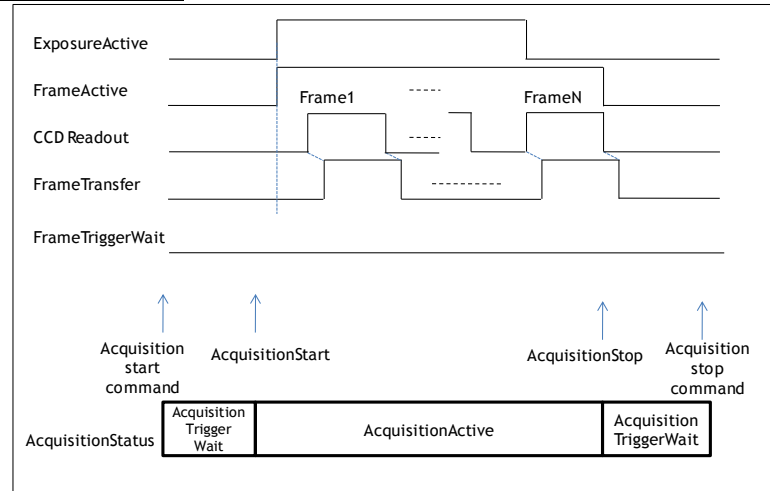 ExposureActive
FrameActive
Frame1
FrameN
CCD Readout
FrameTransfer
FrameTriggerWait
Acquisition
start
command
AcquisitionStart
AcquisitionStop
Acquisition
stop
command
AcquisitionStatus
Acquisition
Trigger
Wait
AcquisitionActive
Acquisition
TriggerWait